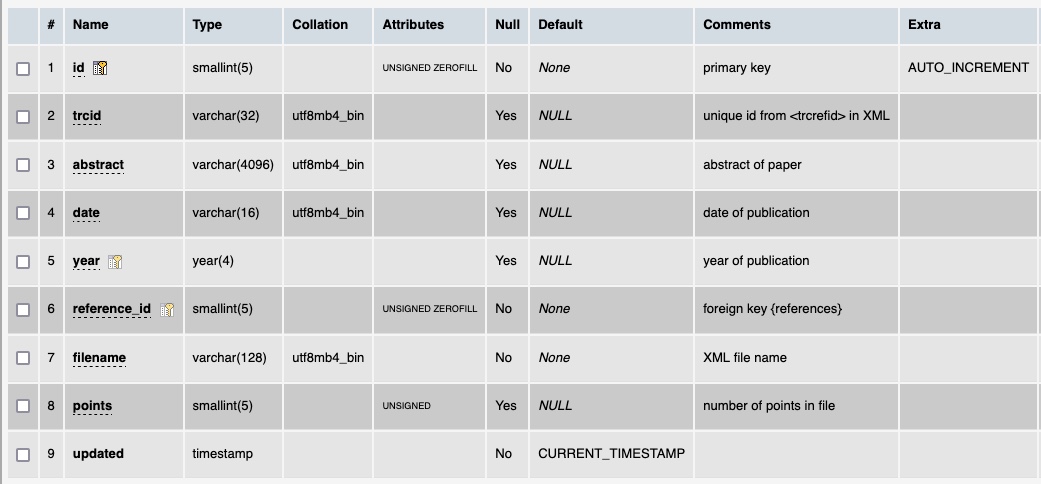 # Name Type Collation Attributes Null Default Comments Extra
1 id smallint(5) UNSIGNED ZEROFILL No None primary key AUTO_INCREMENT
2 trcid varchar(32) utf8mb4_bin Yes NULL unique id from <trcrefid> in XML
3 abstract varchar(4096) utf8mb4_bin Yes NULL abstract of paper
4 date varchar(16) utf8mb4_bin Yes NULL date of publication
5 year year(4) Yes NULL year of publication
6 reference_id smallint(5) UNSIGNED ZEROFILL No None foreign key {references}
7 filename varchar(128) utf8mb4_bin No None XML file name
8 points smallint(5) UNSIGNED Yes NULL number of points in file
9 updated timestamp No CURRENT_TIMESTAMP